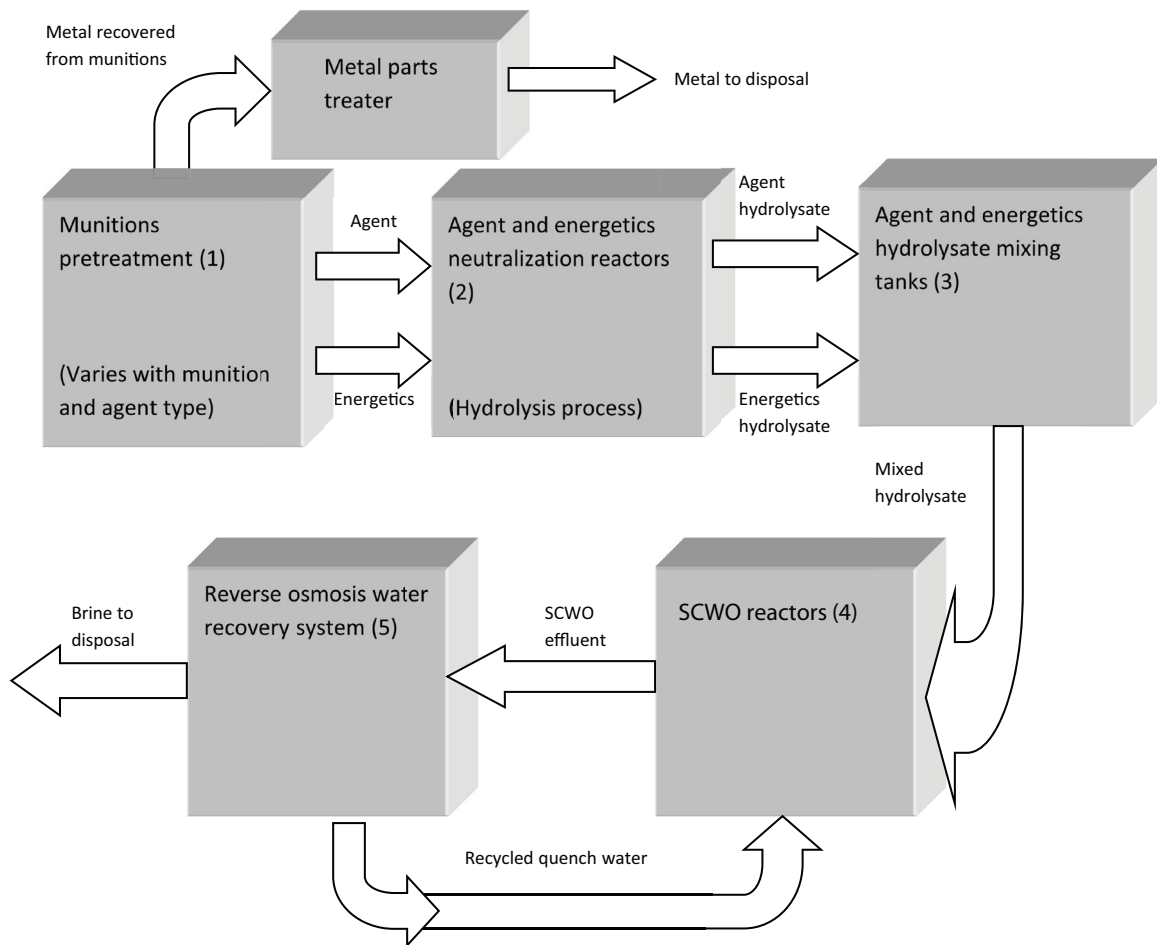 Metal recovered
from munitions
Metal parts
treater
Metal to disposal
Munitions
pretreatment (1)
(Varies with munition
and agent type)
Agent
Energetics
Agent and energetics
neutralization reactors
(2)
(Hydrolysis process)
Agent
hydrolysate
Energetics
hydrolysate
Agent and energetics
hydrolysate mixing
tanks (3)
Mixed
hydrolysate
SCWO reactors (4)
SCWO
effluent
Reverse osmosis water
recovery system (5)
Brine to
disposal
Recycled quench water